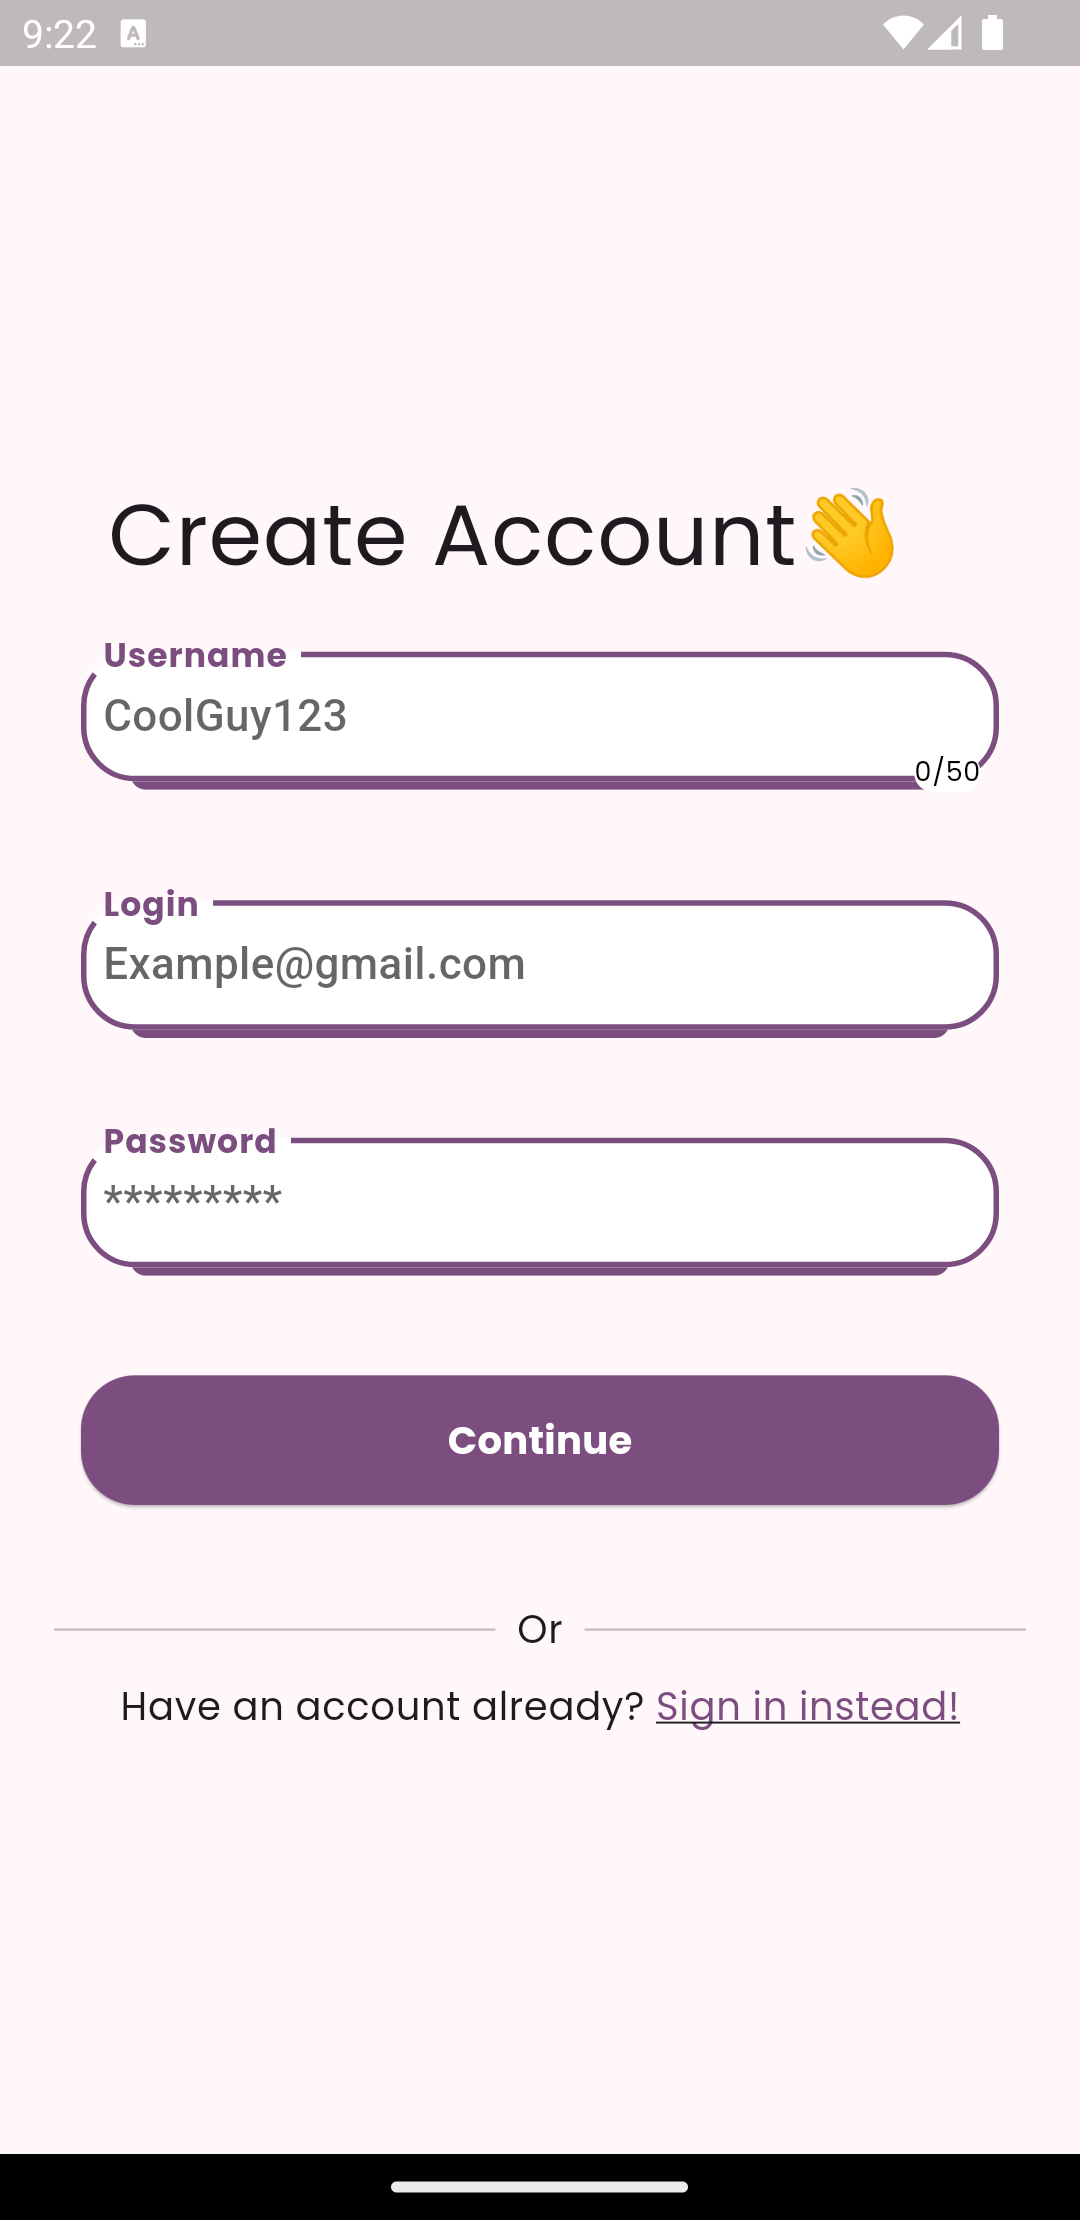 9:22
Create Account👋
Username
CoolGuy123
0/50
Login
Example@gmail.com
Password
*********
Continue
Or
Have an account already? Sign in instead!